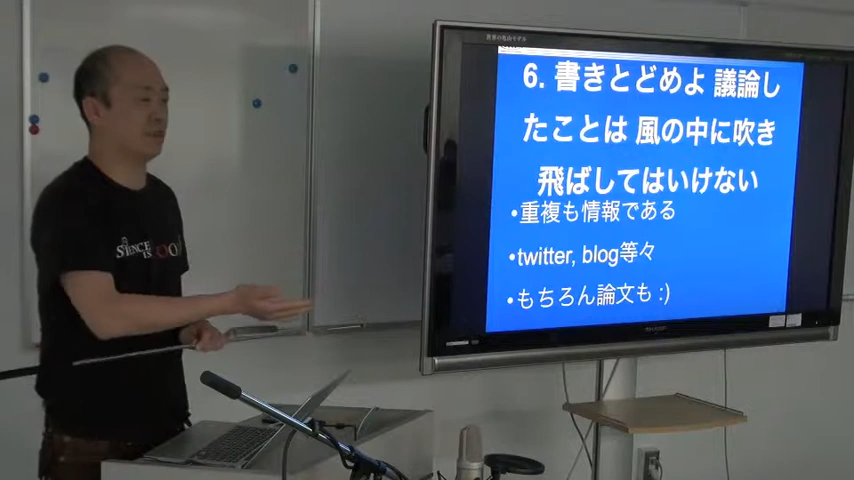 6. 書きとどめよ 議論し
たことは 風の中に吹き
飛ばしてはいけない
•重複も情報である
•twitter, blog等々
•もちろん論文も :)
SCIENCE
IS